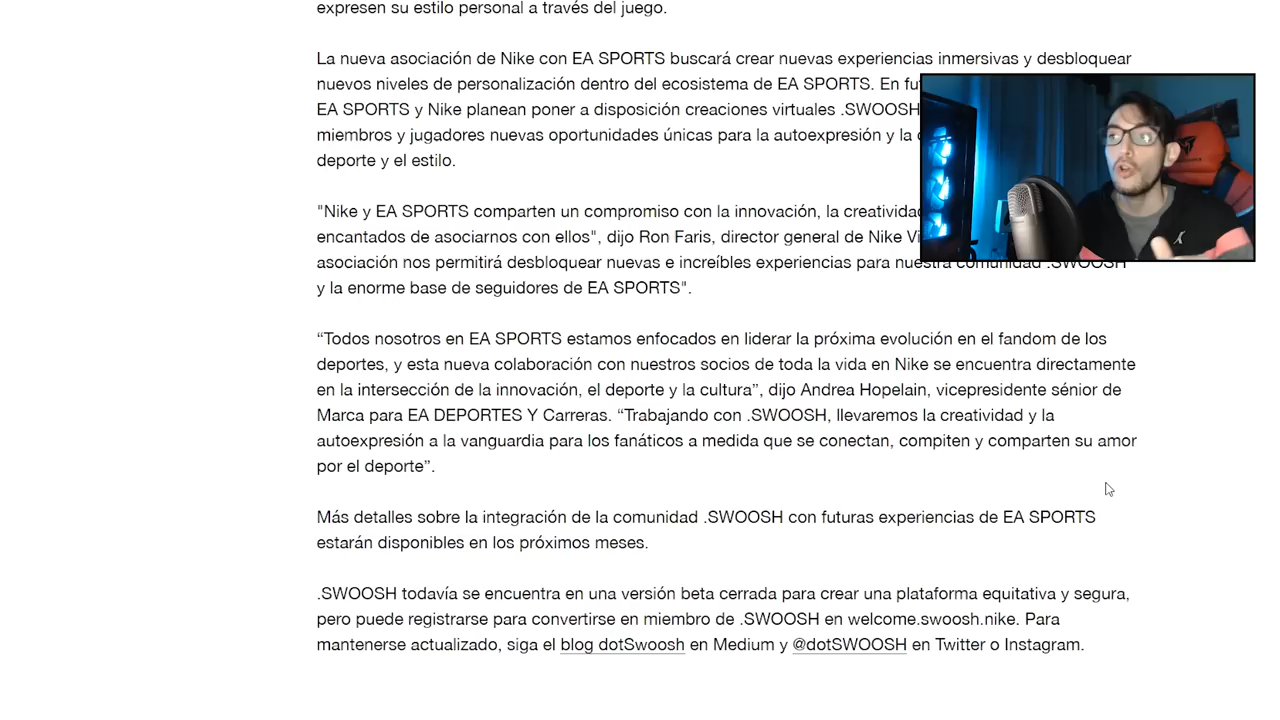 expresen su estilo personal a través del juego.
La nueva asociación de Nike con EA SPORTS buscará crear nuevas experiencias inmersivas y desbloquear
nuevos niveles de personalización dentro del ecosistema de EA SPORTS. En
EA SPORTS y Nike planean poner a disposición creaciones virtuales .SWOOSH
miembros y jugadores nuevas oportunidades únicas para la autoexpresión y la
deporte y el estilo.
"Nike y EA SPORTS comparten un compromiso con la innovación, la
encantados de asociarnos con ellos", dijo Ron Faris, director general de Nike
asociación nos permitirá desbloquear nuevas e increíbles experiencias para nuestra comunidad .SWOOSH
y la enorme base de seguidores de EA SPORTS".
“Todos nosotros en EA SPORTS estamos enfocados en liderar la próxima evolución en el fandom de los
deportes, y esta nueva colaboración con nuestros socios de toda la vida en Nike se encuentra directamente
en la intersección de la innovación, el deporte y la cultura”, dijo Andrea Hopelain, vicepresidente sénior de
Marca para EA DEPORTES Y Carreras. “Trabajando con .SWOOSH, llevaremos la creatividad y la
autoexpresión a la vanguardia para los fanáticos a medida que se conectan, compiten y comparten su amor
por el deporte”.
Más detalles sobre la integración de la comunidad .SWOOSH con futuras experiencias de EA SPORTS
estarán disponibles en los próximos meses.
.SWOOSH todavía se encuentra en una versión beta cerrada para crear una plataforma equitativa y segura,
pero puede registrarse para convertirse en miembro de .SWOOSH en welcome.swoosh.nike. Para
mantenerse actualizado, siga el blog dotSwoosh en Medium y @dotSWOOSH en Twitter o Instagram.